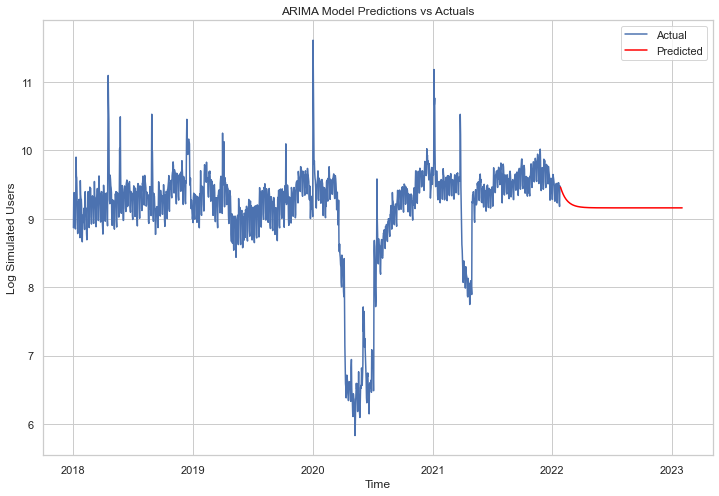 ARIMA Model Predictions vs Actuals
Actual
Predicted
Log Simulated Users
11
10
9
8
7
6
2018
2019
2020
2021
2022
2023
Time